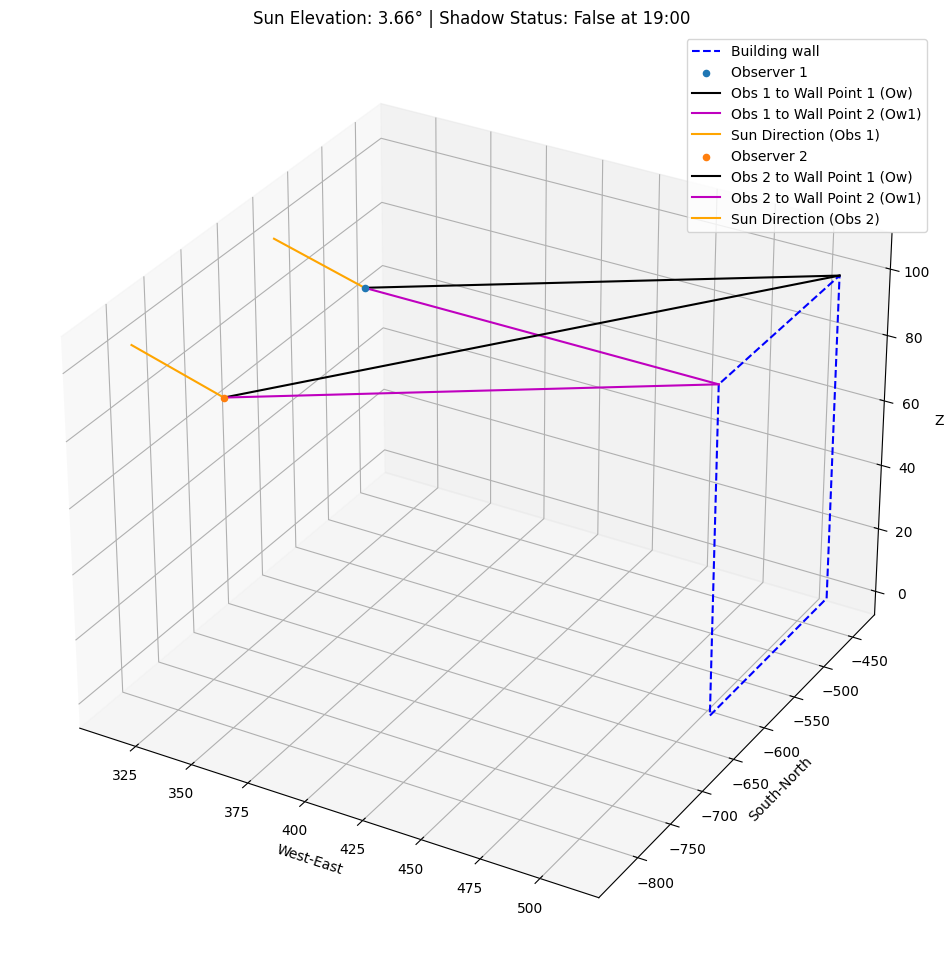 Sun Elevation: 3.66° | Shadow Status: False at 19:00
Building wall
Observer 1
Obs 1 to Wall Point 1 (Ow)
Obs 1 to Wall Point 2 (Ow1)
Sun Direction (Obs 1)
Observer 2
Obs 2 to Wall Point 1 (Ow)
Obs 2 to Wall Point 2 (Ow1)
Sun Direction (Obs 2)
100
80
60
Z
40
20
0
−450
−500
−550
−600
−650
−700
−750
−800
South-North
325
350
375
400
425
450
475
500
West-East